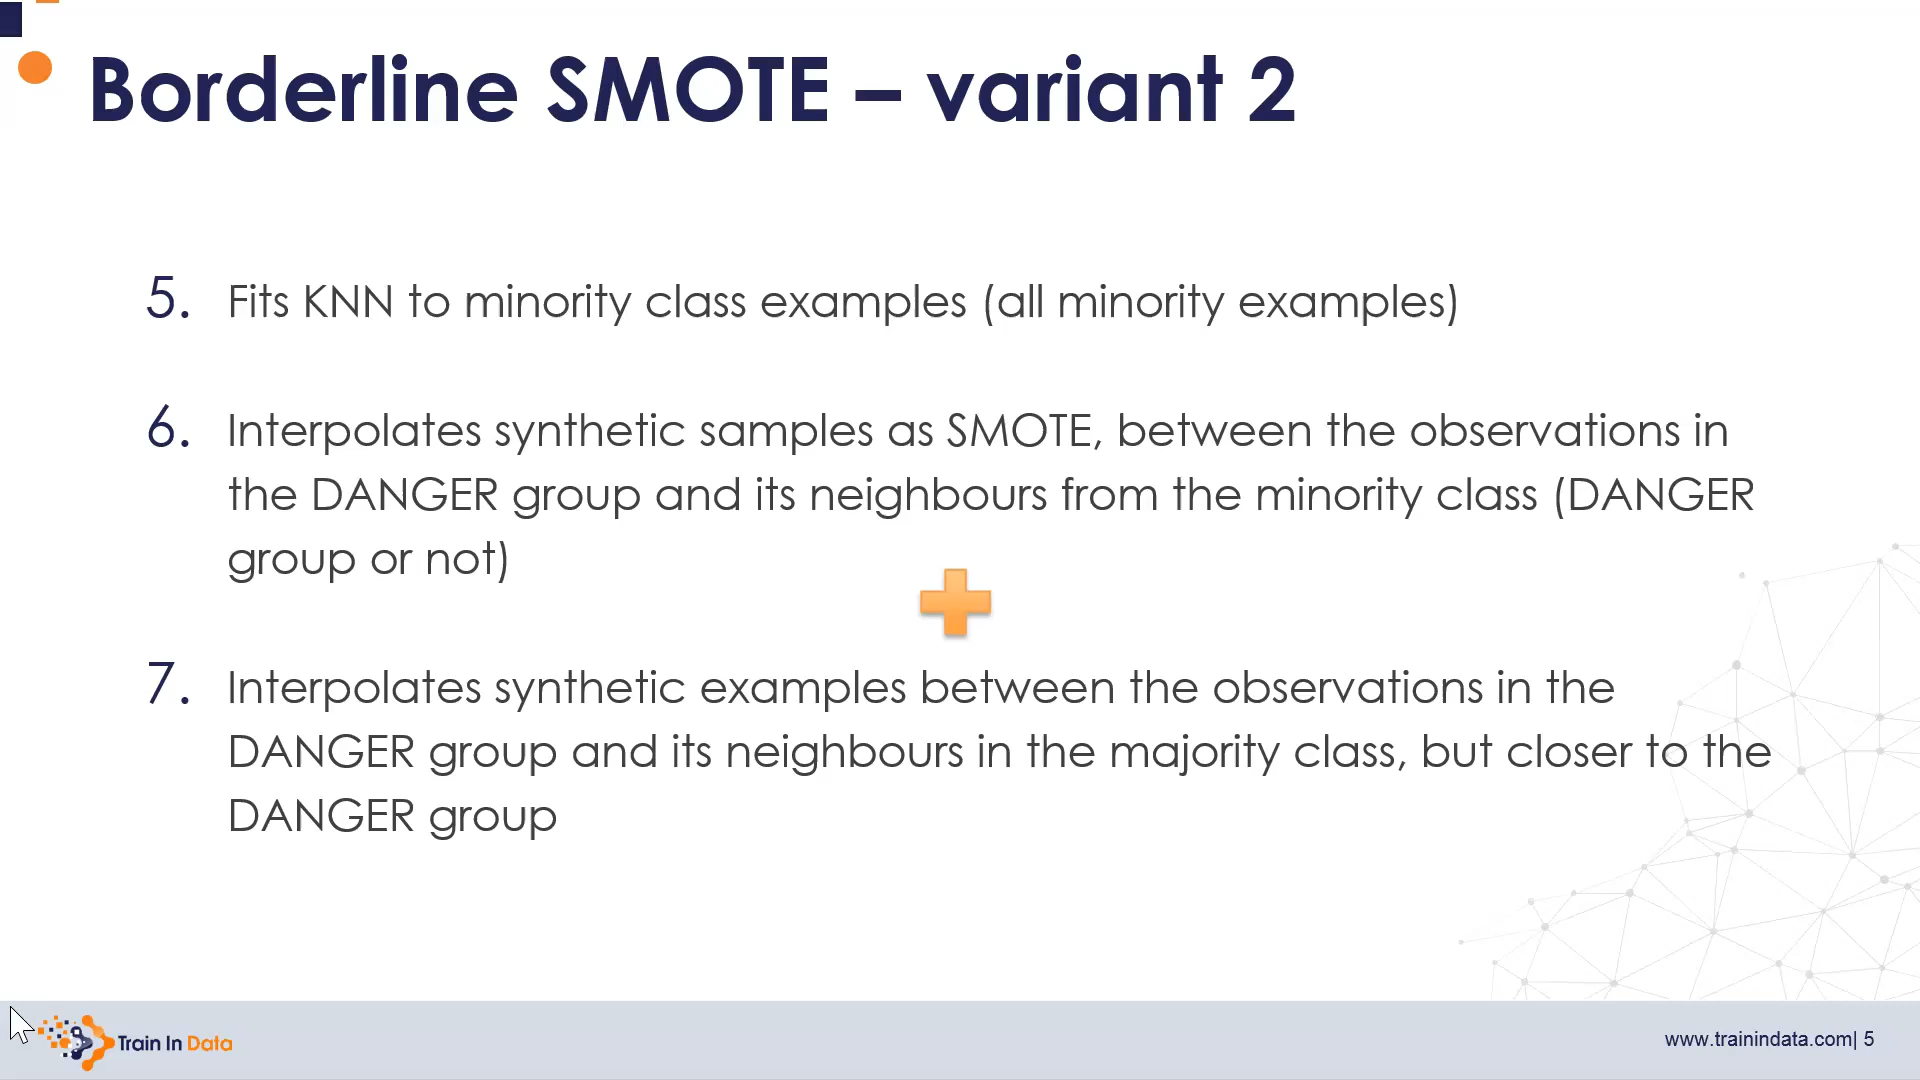 Borderline SMOTE – variant 2
5. Fits KNN to minority class examples (all minority examples)
6. Interpolates synthetic samples as SMOTE, between the observations in
the DANGER group and its neighbours from the minority class (DANGER
group or not)
7. Interpolates synthetic examples between the observations in the
DANGER group and its neighbours in the majority class, but closer to the
DANGER group
Train In Data
www.trainindata.com| 5